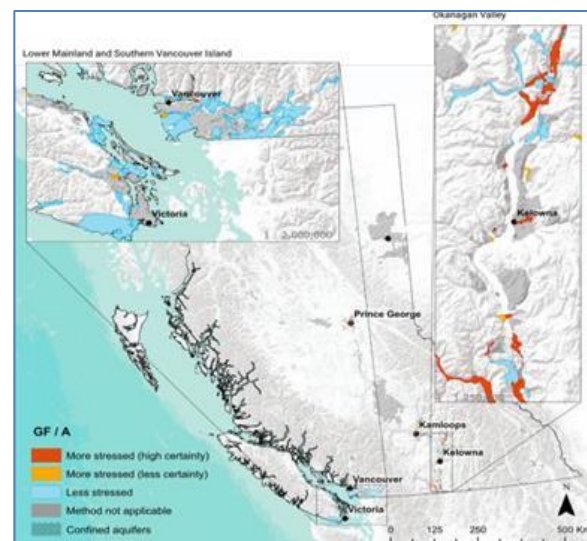 Okanagan Valley
Lower Mainland and Southern Vancouver Island
Vancouver
Victoria
Kelowna
Prince George
Kamloops
Kelowna
Vancouver
Victoria
GF / A
More stressed (high certainty)
More stressed (less certainty)
Less stressed
Method not applicable
Confined aquifers
N
0 125 250 500 Km